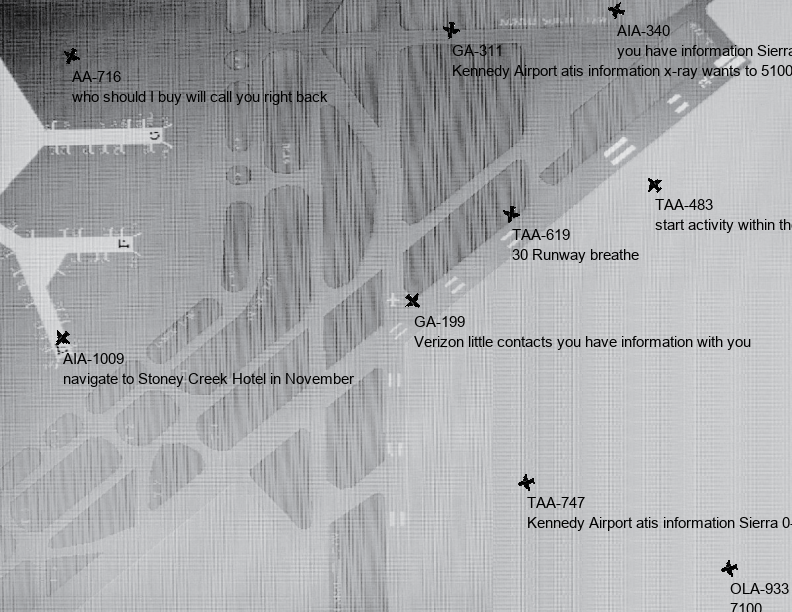 AIA-340
you have information Sierra
GA-311
Kennedy Airport atis information x-ray wants to 5100
AA-716
who should I buy will call you right back
TAA-483
start activity within th
TAA-619
30 Runway breathe
GA-199
Verizon little contacts you have information with you
AIA-1009
navigate to Stoney Creek Hotel in November
TAA-747
Kennedy Airport atis information Sierra 0-
OLA-933
7100